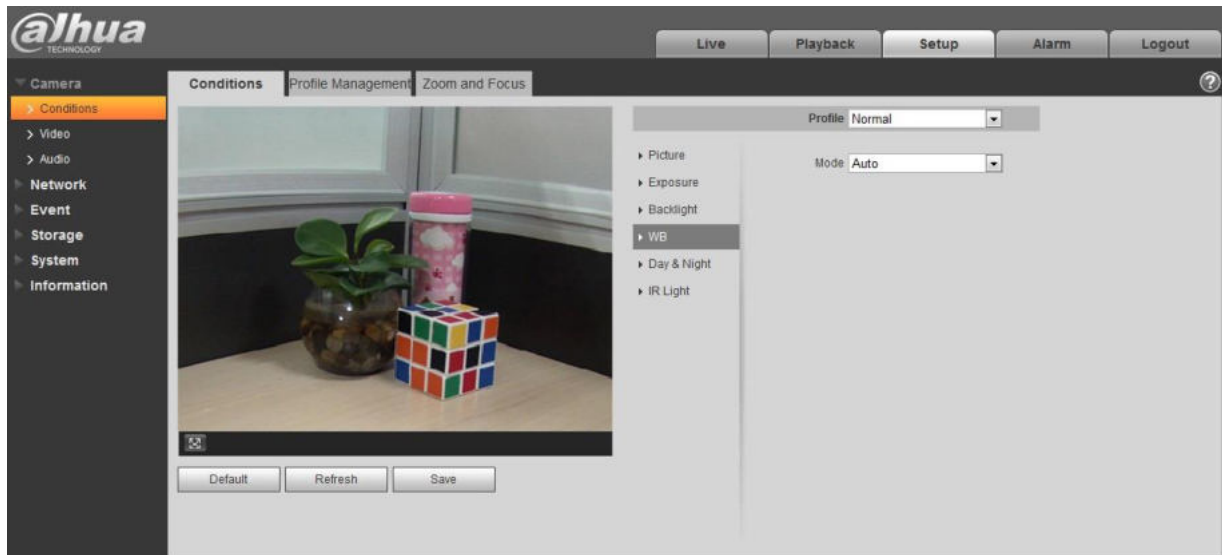 alhua
TECHNOLOGY
Live
Playback
Setup
Alarm
Logout
Camera
Conditions
Video
Audio
Network
Event
Storage
System
Information
Conditions
Profile Management
Zoom and Focus
?
Profile Normal
Picture
Exposure
Backlight
WB
Day & Night
IR Light
Mode Auto
Default
Refresh
Save